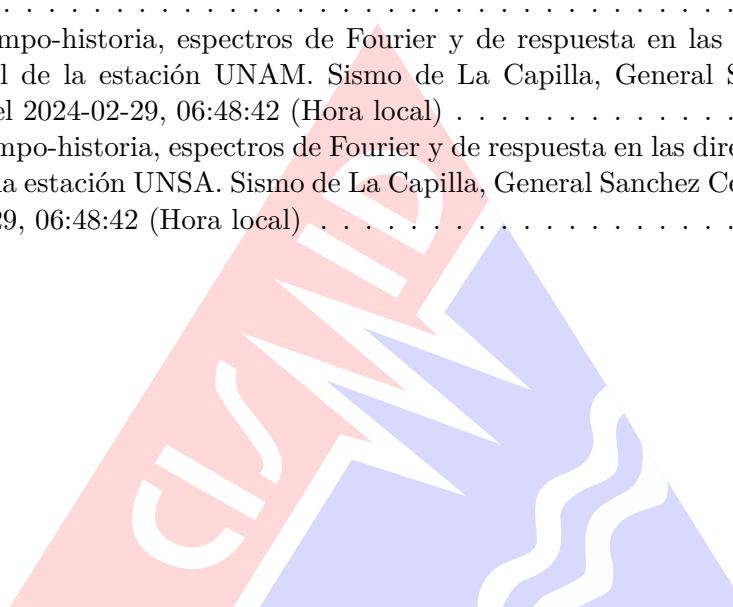 . . . . . . . . . . . . . . . . . . . . . . . . . . . . . . . . . . .
mpo-historia, espectros de Fourier y de respuesta en las
l de la estación UNAM. Sismo de La Capilla, General S
el 2024-02-29, 06:48:42 (Hora local) . . . . . . . . . . . . .
mpo-historia, espectros de Fourier y de respuesta en las dire
la estación UNSA. Sismo de La Capilla, General Sanchez Ce
29, 06:48:42 (Hora local) . . . . . . . . . . . . . . . . . . .
CISMID